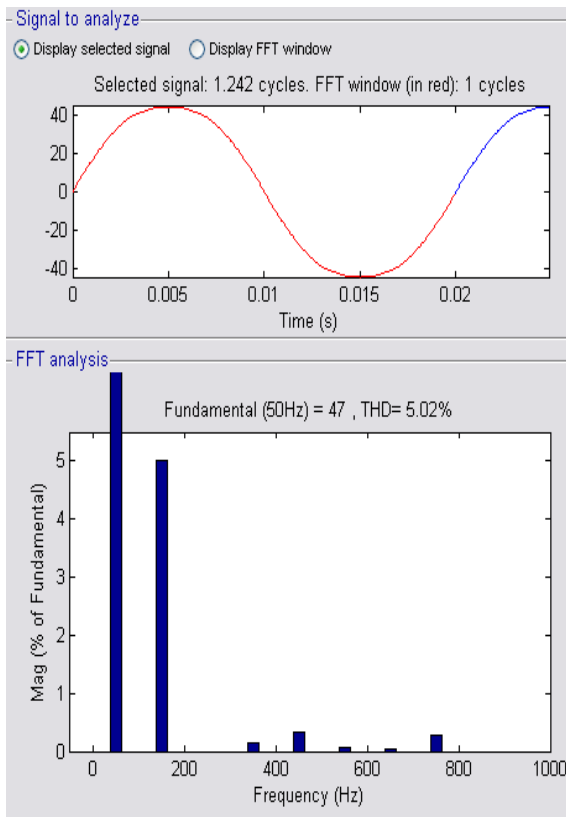 Signal to analyze
Display selected signal Display FFT window
Selected signal: 1.242 cycles. FFT window (in red): 1 cycles
40
20
0
-20
-40
0 0.005 0.01 0.015 0.02
Time (s)
FFT analysis
Fundamental (50Hz) = 47 , THD= 5.02%
Mag (% of Fundamental)
5
4
3
2
1
0
0 200 400 600 800 1000
Frequency (Hz)